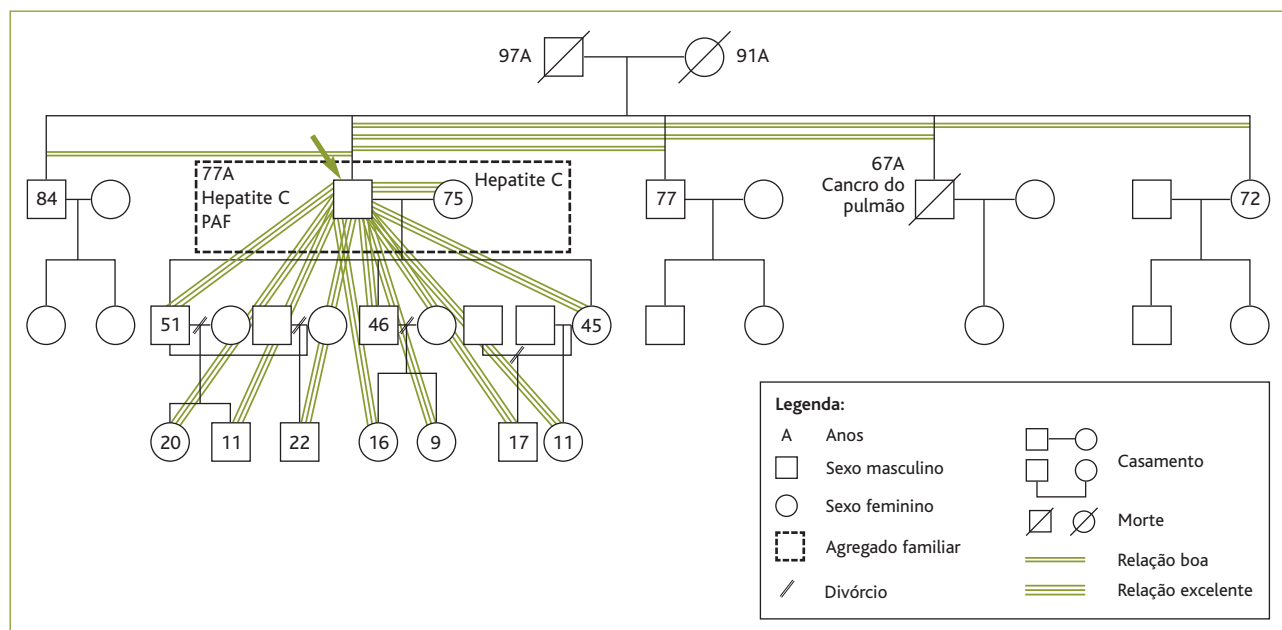 97A
91A
77A
Hepatite C
PAF
Hepatite C
67A
Cancro do
pulmão
84
75
77
72
51
46
45
20
11
22
16
9
17
11
Legenda:
A Anos
Sexo masculino
Sexo feminino
Agregado familiar
Divórcio
Casamento
Morte
Relação boa
Relação excelente